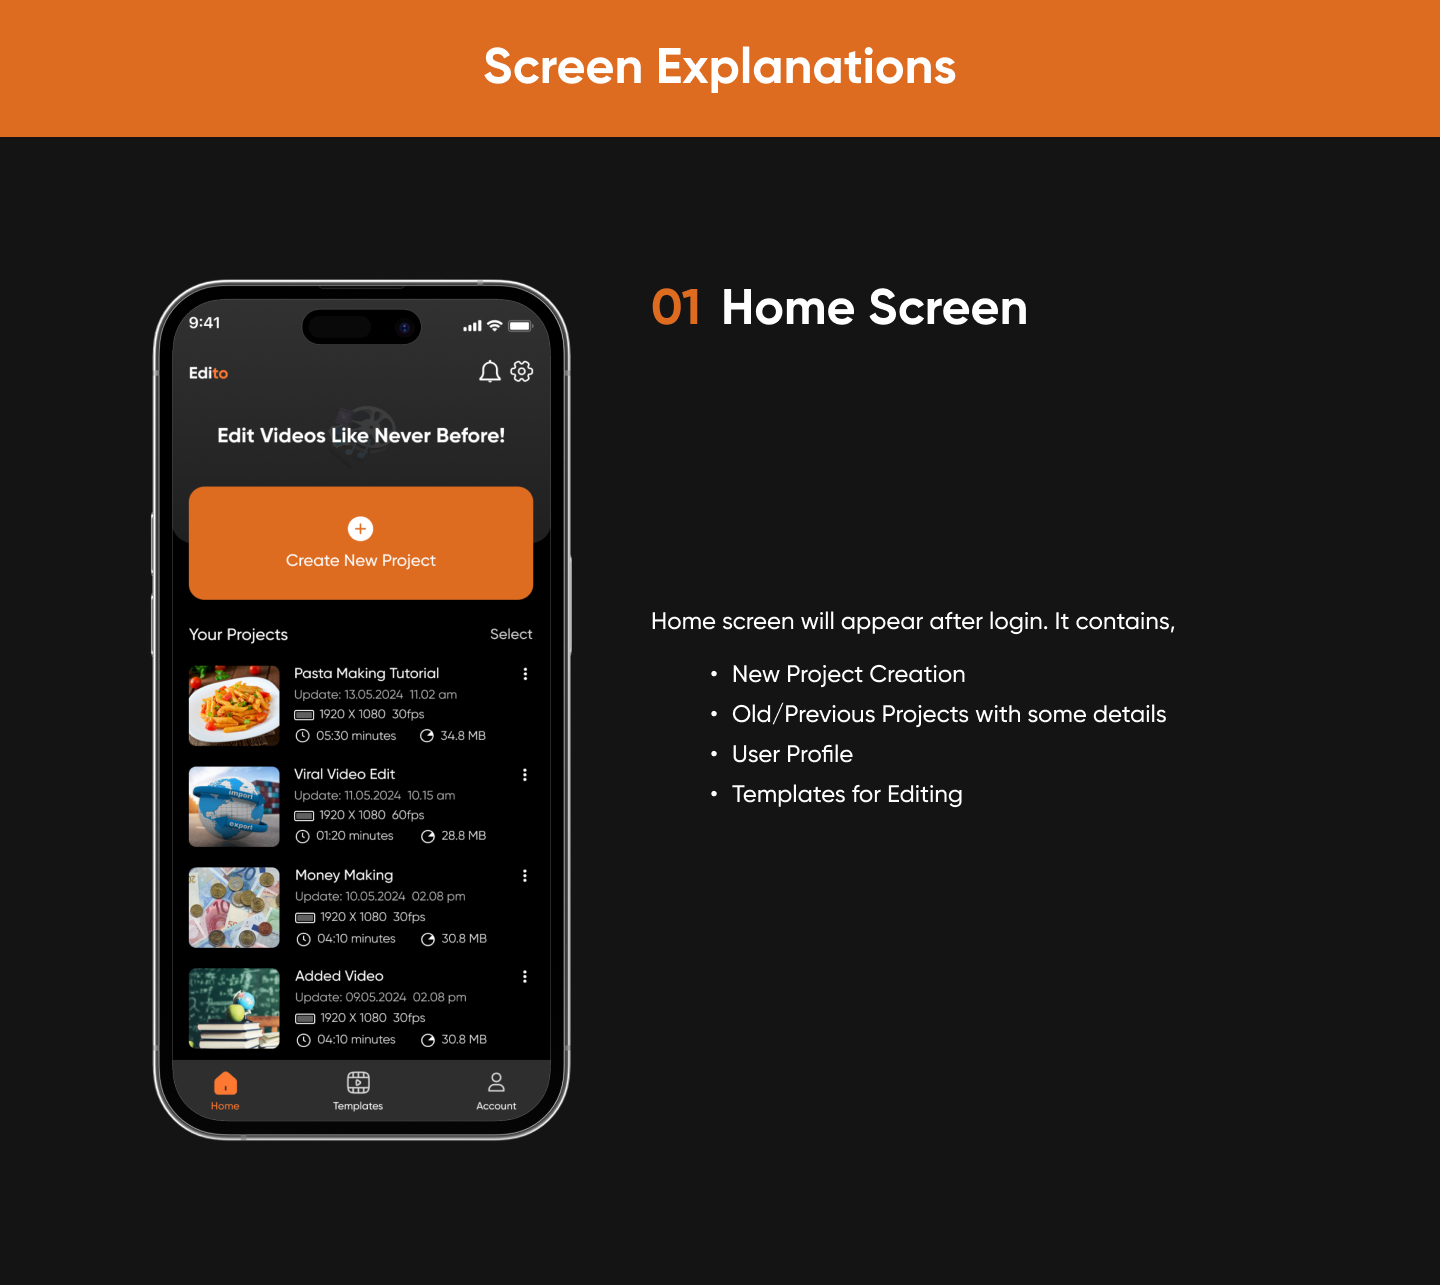 Screen Explanations
01 Home Screen
9:41
Edito
Edit Videos Like Never Before!
Create New Project
Your Projects
Select
Pasta Making Tutorial
Update: 13.05.2024 11.02 am
1920 X 1080 30fps
05:30 minutes
34.8 MB
import
export
Viral Video Edit
Update: 11.05.2024 10.15 am
1920 X 1080 60fps
01:20 minutes
28.8 MB
Money Making
Update: 10.05.2024 02.08 pm
1920 X 1080 30fps
04:10 minutes
30.8 MB
Added Video
Update: 09.05.2024 02.08 pm
1920 X 1080 30fps
04:10 minutes
30.8 MB
Home
Templates
Account
Home screen will appear after login. It contains,
• New Project Creation
• Old/Previous Projects with some details
• User Profile
• Templates for Editing